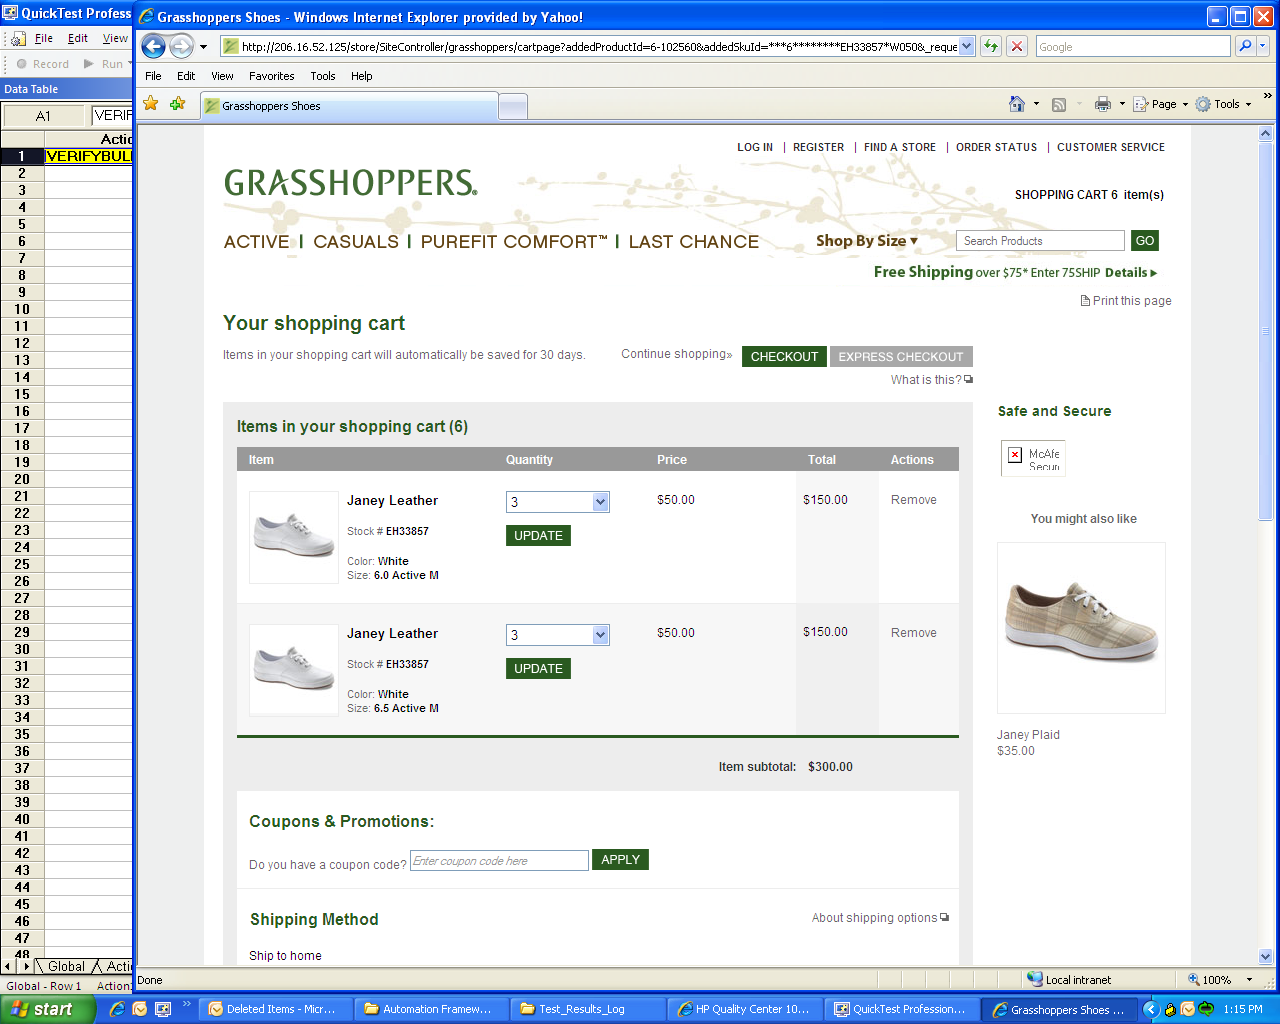 QuickTest Profess
Grasshoppers Shoes - Windows Internet Explorer provided by Yahoo!
File Edit View
http://206.16.52.125/store/SiteController/grasshoppers/cartpage?addedProductId=6-102560&addedSkuId=***6********EH33857*W050&_reque
Google
Record Run
File Edit View Favorites Tools Help
Data Table
Grasshoppers Shoes
Page Tools
A1 VERIF
Actio
1 VERIFYBULI
2
3
4
5
6
7
8
9
10
11
12
13
14
15
16
17
18
19
20
21
22
23
24
25
26
27
28
29
30
31
32
33
34
35
36
37
38
39
40
41
42
43
44
45
46
47
48
Global Actio
Global - Row 1 Action
LOG IN | REGISTER | FIND A STORE | ORDER STATUS | CUSTOMER SERVICE
GRASSHOPPERS®
SHOPPING CART 6 item(s)
ACTIVE | CASUALS | PUREFIT COMFORT™ | LAST CHANCE
Shop By Size
Search Products
GO
Free Shipping over $75* Enter 75SHIP Details
Print this page
Your shopping cart
Items in your shopping cart will automatically be saved for 30 days.
Continue shopping»
CHECKOUT
EXPRESS CHECKOUT
What is this?
Items in your shopping cart (6)
Item Quantity Price Total Actions
Janey Leather 3 $50.00 $150.00 Remove
Stock # EH33857
UPDATE
Color: White
Size: 6.0 Active M
Janey Leather 3 $50.00 $150.00 Remove
Stock # EH33857
UPDATE
Color: White
Size: 6.5 Active M
Item subtotal: $300.00
Coupons & Promotions:
Do you have a coupon code? Enter coupon code here APPLY
Shipping Method
About shipping options
Ship to home
Safe and Secure
McAfe
Secur
You might also like
Janey Plaid
$35.00
Done
Local intranet
100%
start
Deleted Items - Micr...
Automation Framew...
Test_Results_Log
HP Quality Center 10...
QuickTest Profession...
Grasshoppers Shoes ...
1:15 PM